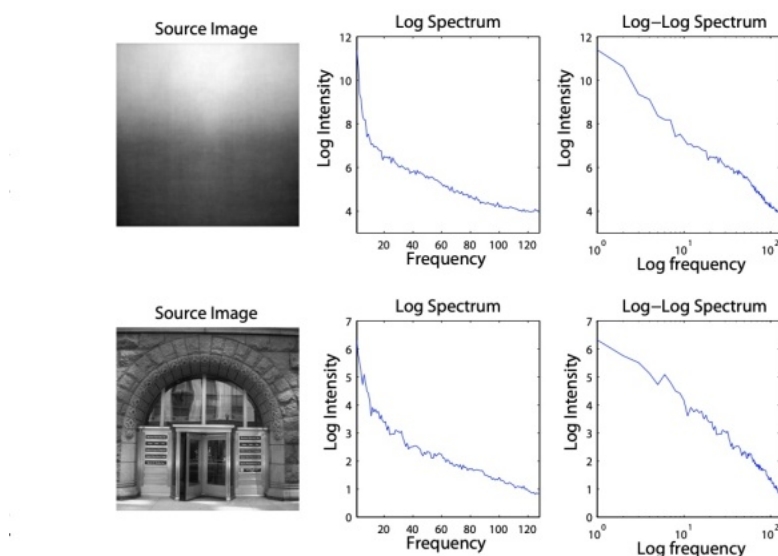 Source Image
Log Spectrum
Log−Log Spectrum
12
10
8
6
4
Log Intensity
20 40 60 80 100 120
Frequency
12
10
8
6
4
Log Intensity
10⁰ 10¹ 10²
Log frequency
Source Image
Log Spectrum
Log−Log Spectrum
7
6
5
4
3
2
1
0
Log Intensity
20 40 60 80 100 120
Frequency
7
6
5
4
3
2
1
0
Log Intensity
10⁰ 10¹ 10²
Log frequency